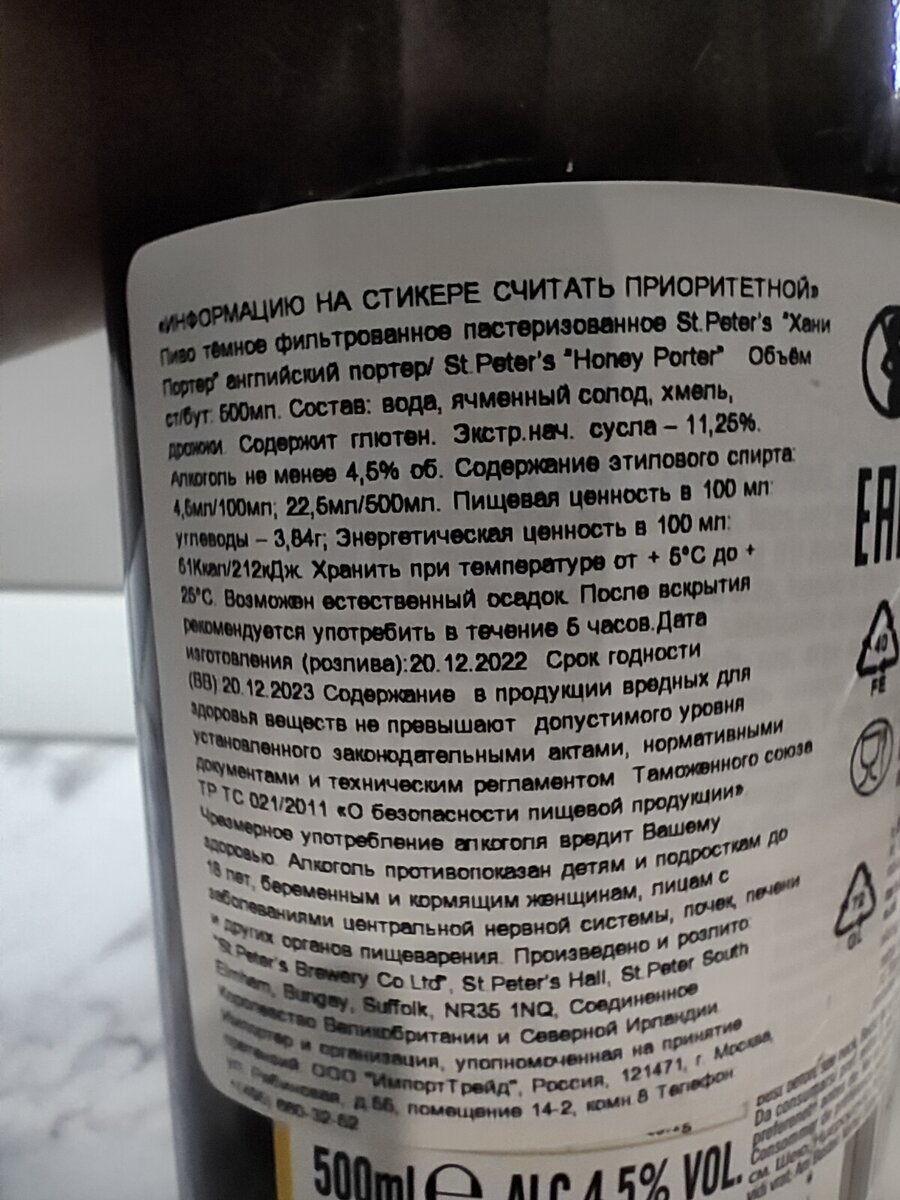 «ИНФОРМАЦИЮ НА СТИКЕРЕ СЧИТАТЬ ПРИОРИТЕТНОЙ»
Пиво тёмное фильтрованное пастеризованное St.Peter's "Хани
Портер" английский портер/ St.Peter's "Honey Porter" Объём
ст/бут: 500мл. Состав: вода, ячменный солод, хмель,
дрожжи. Содержит глютен. Экстр.нач. сусла – 11,25%.
Алкоголь не менее 4,5% об. Содержание этилового спирта:
4,5мл/100мл; 22,5мл/500мл. Пищевая ценность в 100 мл:
углеводы – 3,84г; Энергетическая ценность в 100 мл:
51Ккал/212кДж. Хранить при температуре от + 5°С до +
25°С. Возможен естественный осадок. После вскрытия
рекомендуется употребить в течение 6 часов.Дата
изготовления (розлива):20.12.2022 Срок годности
(BB):20.12.2023 Содержание в продукции вредных для
здоровья веществ не превышают допустимого уровня
установленного законодательными актами, нормативными
документами и техническим регламентом Таможенного союза
ТР ТС 021/2011 «О безопасности пищевой продукции»
Чрезмерное употребление алкоголя вредит Вашему
здоровью. Алкоголь противопоказан детям и подросткам до
18 лет, беременным и кормящим женщинам, лицам с
заболеваниями центральной нервной системы, почек, печени
и других органов пищеварения. Произведено и розлито:
"St.Peter's Brewery Co Ltd", St.Peter's Hall, St.Peter South
Elmham, Bungay, Suffolk, NR35 1NQ, Соединенное
Королевство Великобритании и Северной Ирландии
Импортер и организация, уполномоченная на принятие
претензий: ООО "ИмпортТрейд", Россия, 121471, г. Москва,
ул. Рябиновая, д.55, помещение 14-2, комн.8 Телефон
500ml e ALC 4.5% VOL.
EAC
40
FE
72
GL